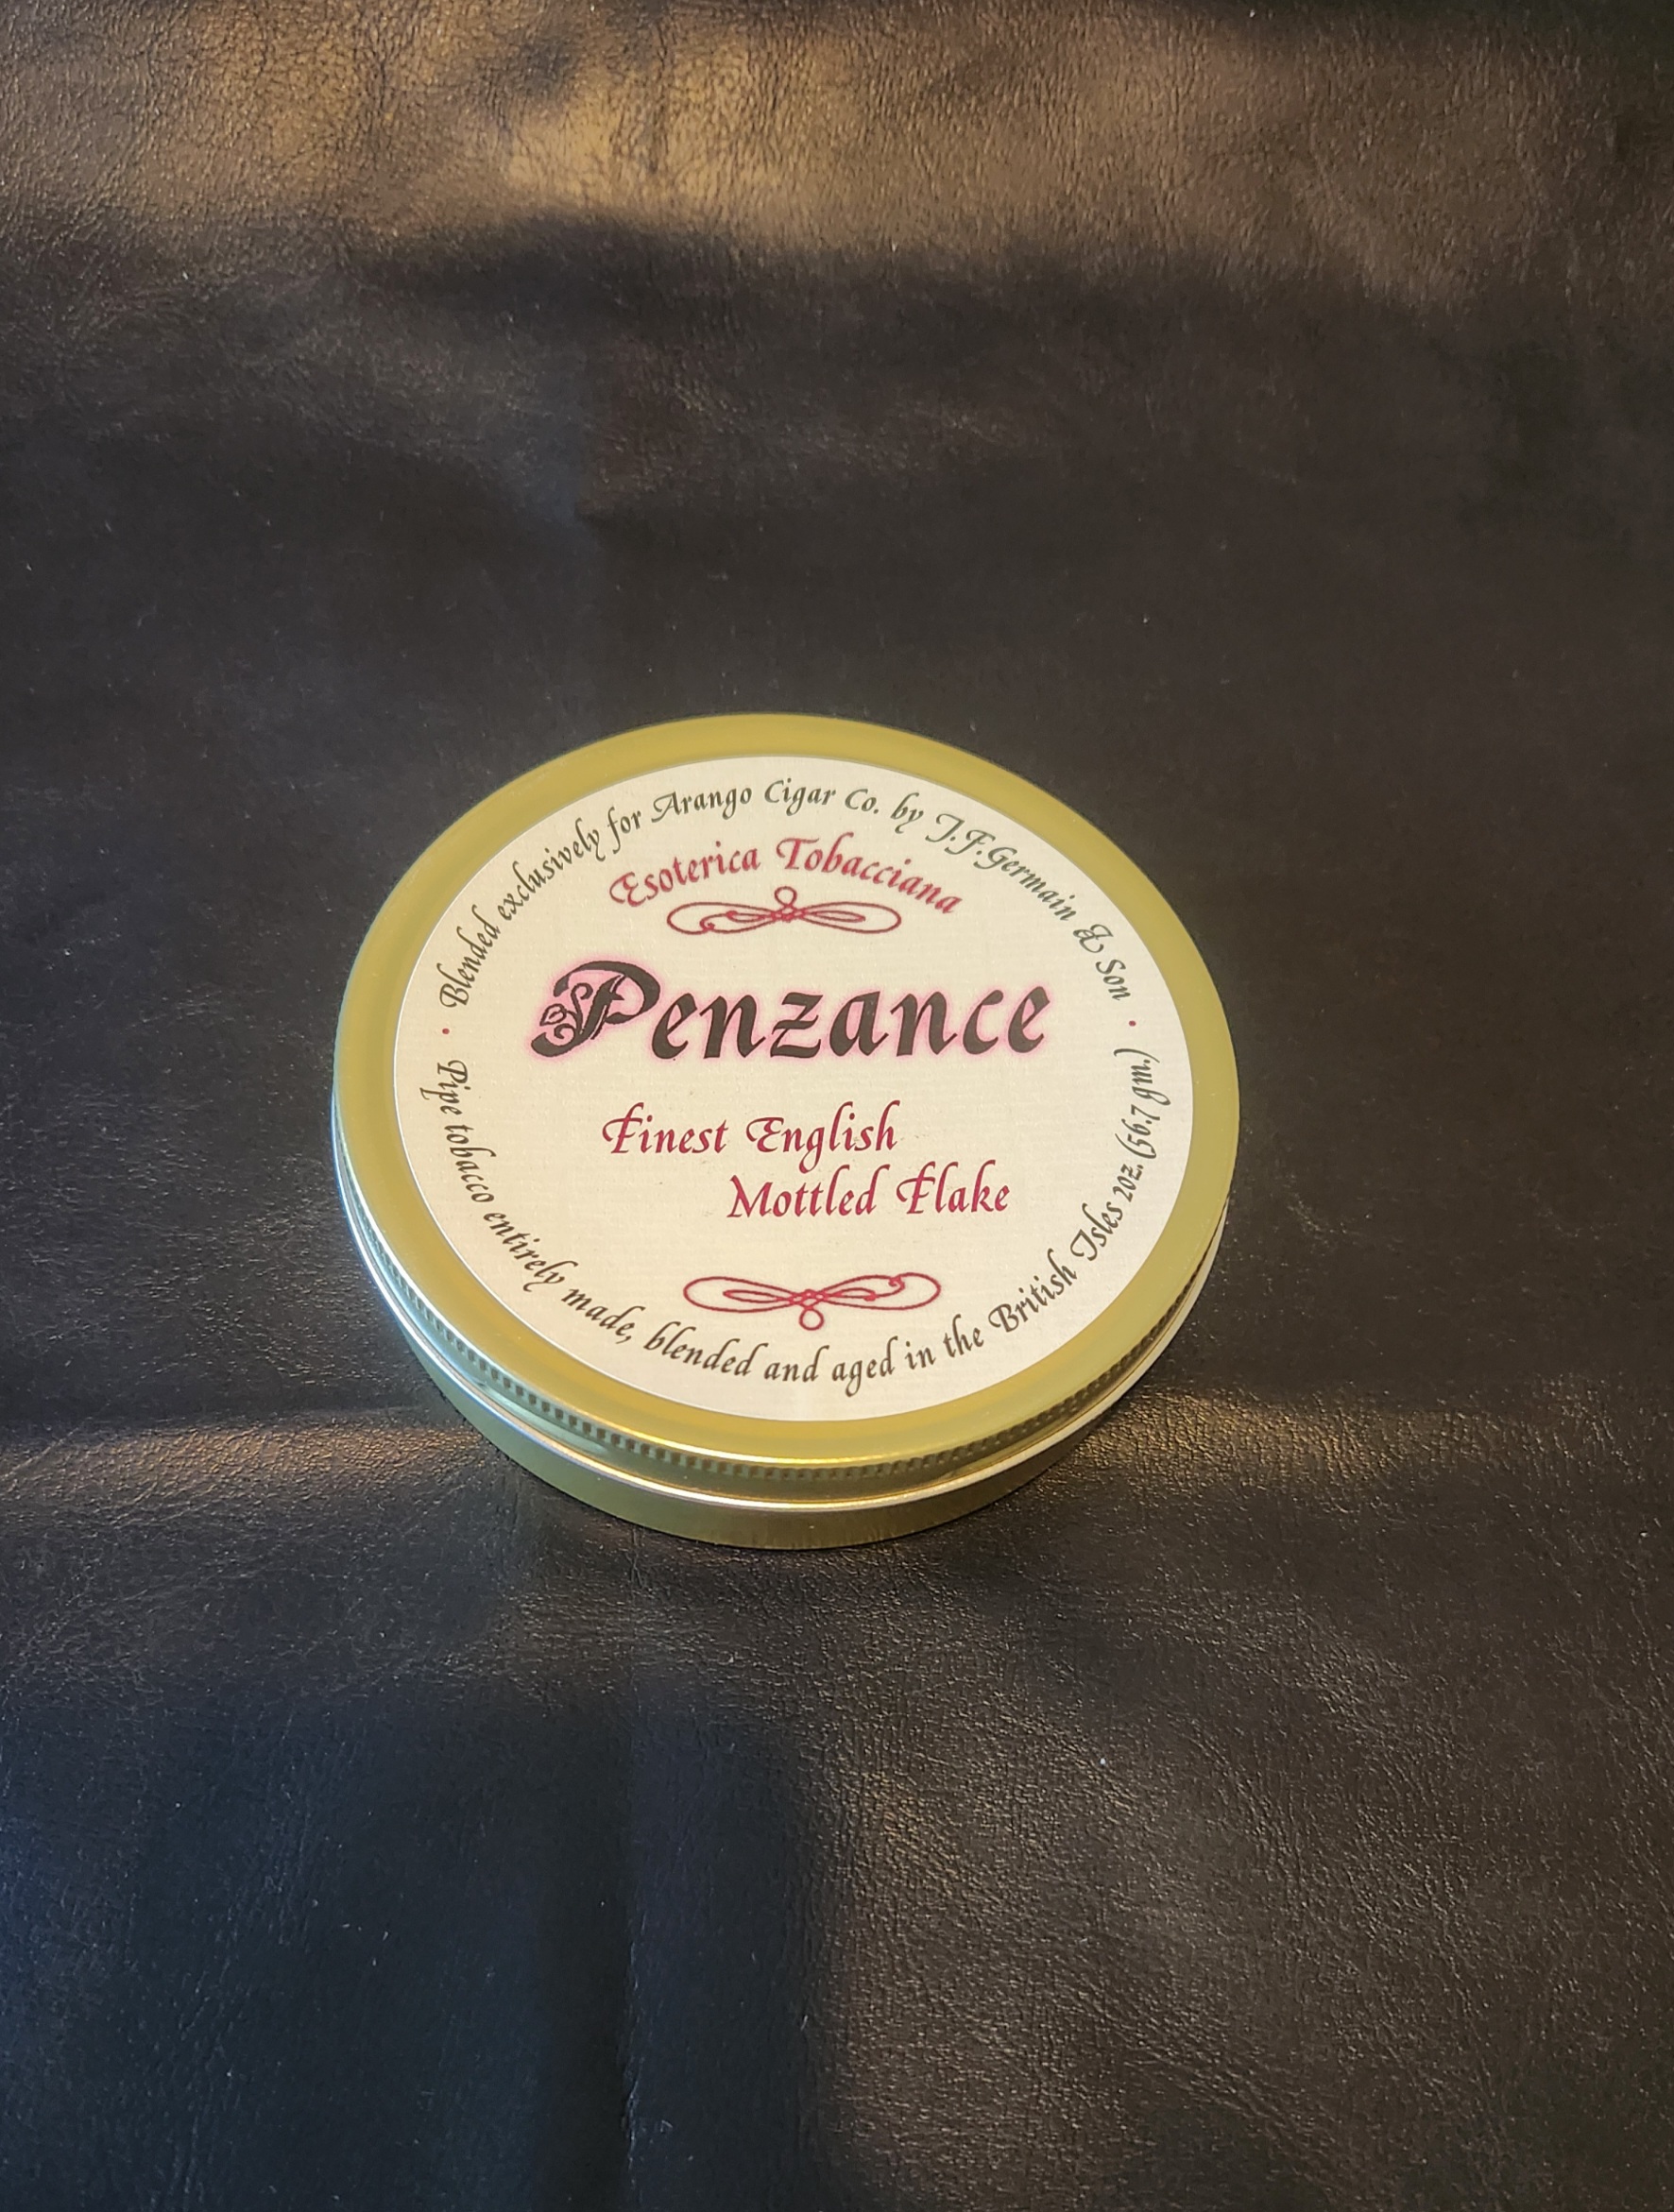 Blended exclusively for Arango Cigar Co. by J.F. Germain & Son
Esoterica Tobacciana
Penzance
Finest English
Mottled Flake
Pipe tobacco entirely made, blended and aged in the British Isles 2oz. (56.7 gm.)